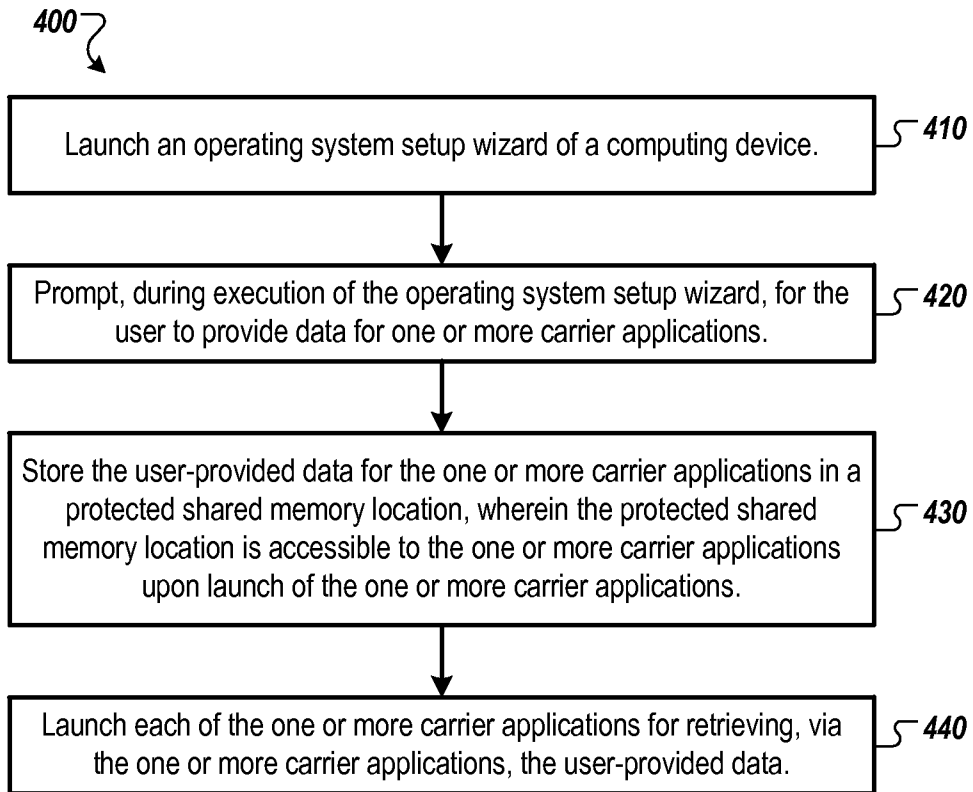 400
Launch an operating system setup wizard of a computing device.
410
Prompt, during execution of the operating system setup wizard, for the
user to provide data for one or more carrier applications.
420
Store the user-provided data for the one or more carrier applications in a
protected shared memory location, wherein the protected shared
memory location is accessible to the one or more carrier applications
upon launch of the one or more carrier applications.
430
Launch each of the one or more carrier applications for retrieving, via
the one or more carrier applications, the user-provided data.
440